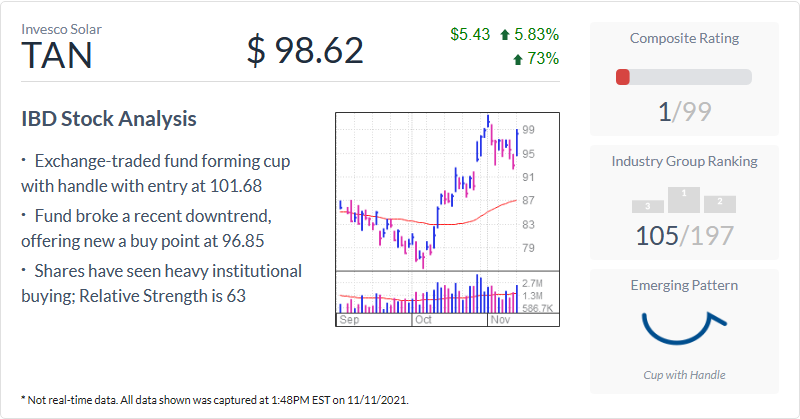 Invesco Solar
TAN
$ 98.62
$5.43 5.83%
73%
IBD Stock Analysis
· Exchange-traded fund forming cup
with handle with entry at 101.68
· Fund broke a recent downtrend,
offering new a buy point at 96.85
· Shares have seen heavy institutional
buying; Relative Strength is 63
99
95
91
87
83
79
2.7M
1.3M
586.7K
Sep Oct Nov
* Not real-time data. All data shown was captured at 1:48PM EST on 11/11/2021.
Composite Rating
1/99
Industry Group Ranking
3 1 2
105/197
Emerging Pattern
Cup with Handle